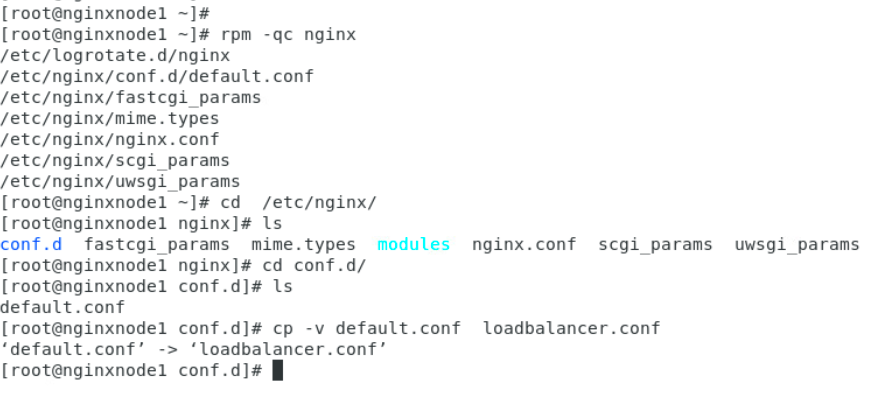 [root@nginxnode1 ~]#
[root@nginxnode1 ~]# rpm -qc nginx
/etc/logrotate.d/nginx
/etc/nginx/conf.d/default.conf
/etc/nginx/fastcgi_params
/etc/nginx/mime.types
/etc/nginx/nginx.conf
/etc/nginx/scgi_params
/etc/nginx/uwsgi_params
[root@nginxnode1 ~]# cd  /etc/nginx/
[root@nginxnode1 nginx]# ls
conf.d  fastcgi_params  mime.types  modules  nginx.conf  scgi_params  uwsgi_params
[root@nginxnode1 nginx]# cd conf.d/
[root@nginxnode1 conf.d]# ls
default.conf
[root@nginxnode1 conf.d]# cp -v default.conf  loadbalancer.conf
‘default.conf’ -> ‘loadbalancer.conf’
[root@nginxnode1 conf.d]#